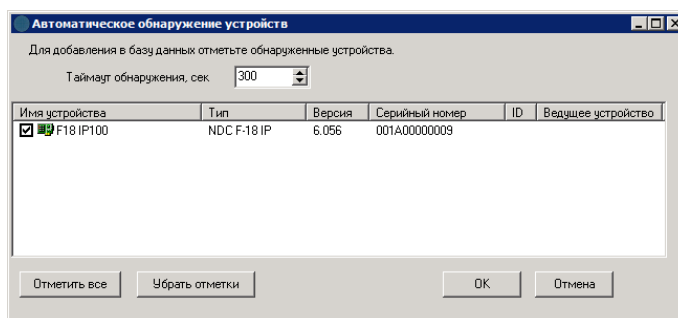 Автоматическое обнаружение устройств
Для добавления в базу данных отметьте обнаруженные устройства.
Таймаут обнаружения, сек 300
Имя устройства Тип Версия Серийный номер ID Ведущее устройство
F18 IP100 NDC F-18 IP 6.056 001A00000009
Отметить все Убрать отметки OK Отмена